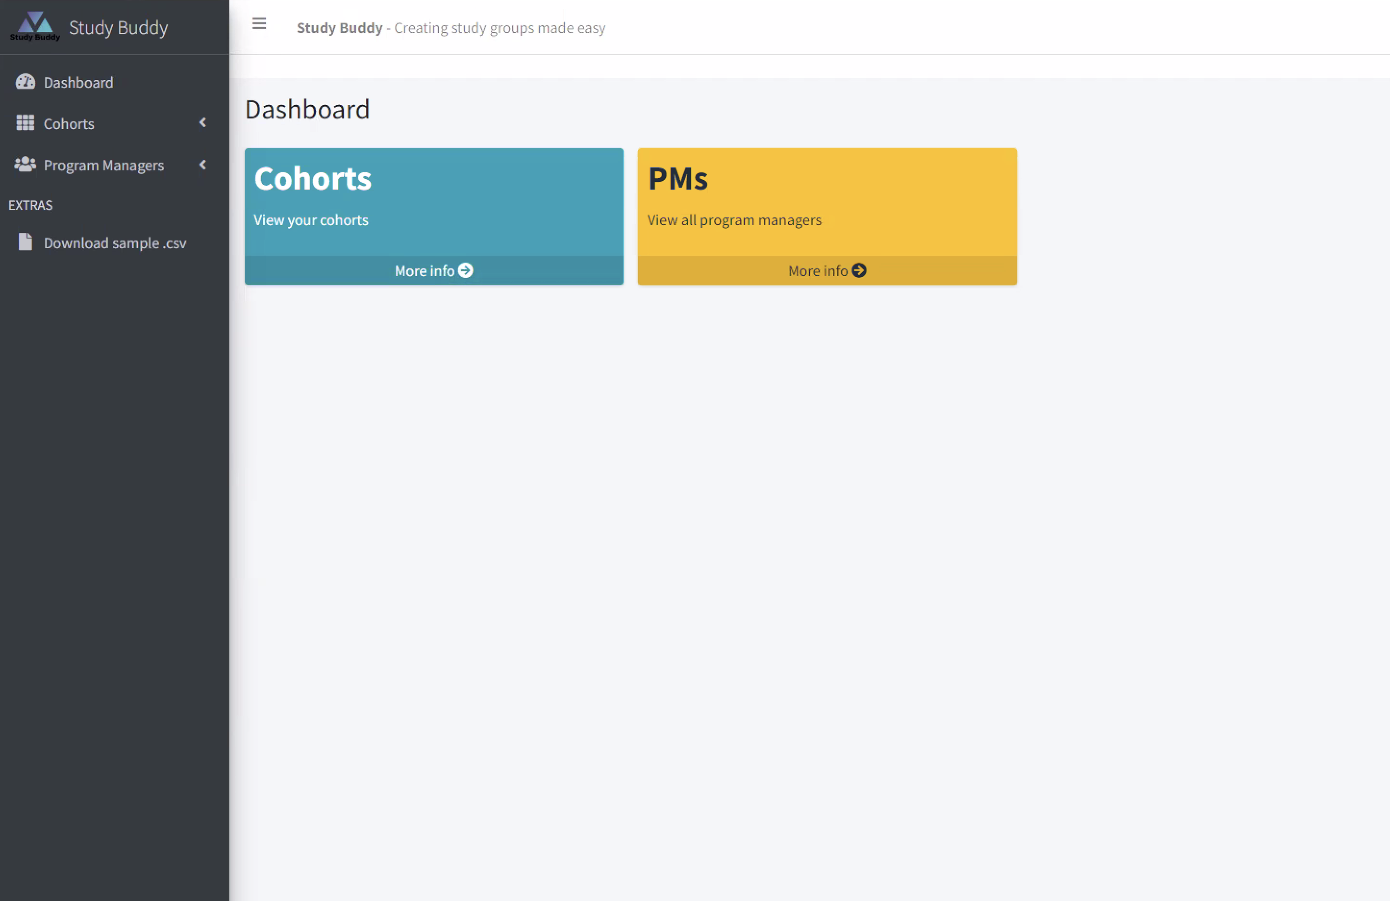 Study Buddy
Study Buddy
Study Buddy - Creating study groups made easy
Dashboard
Cohorts
Program Managers
EXTRAS
Download sample .csv
Dashboard
Cohorts
View your cohorts
More info
PMs
View all program managers
More info